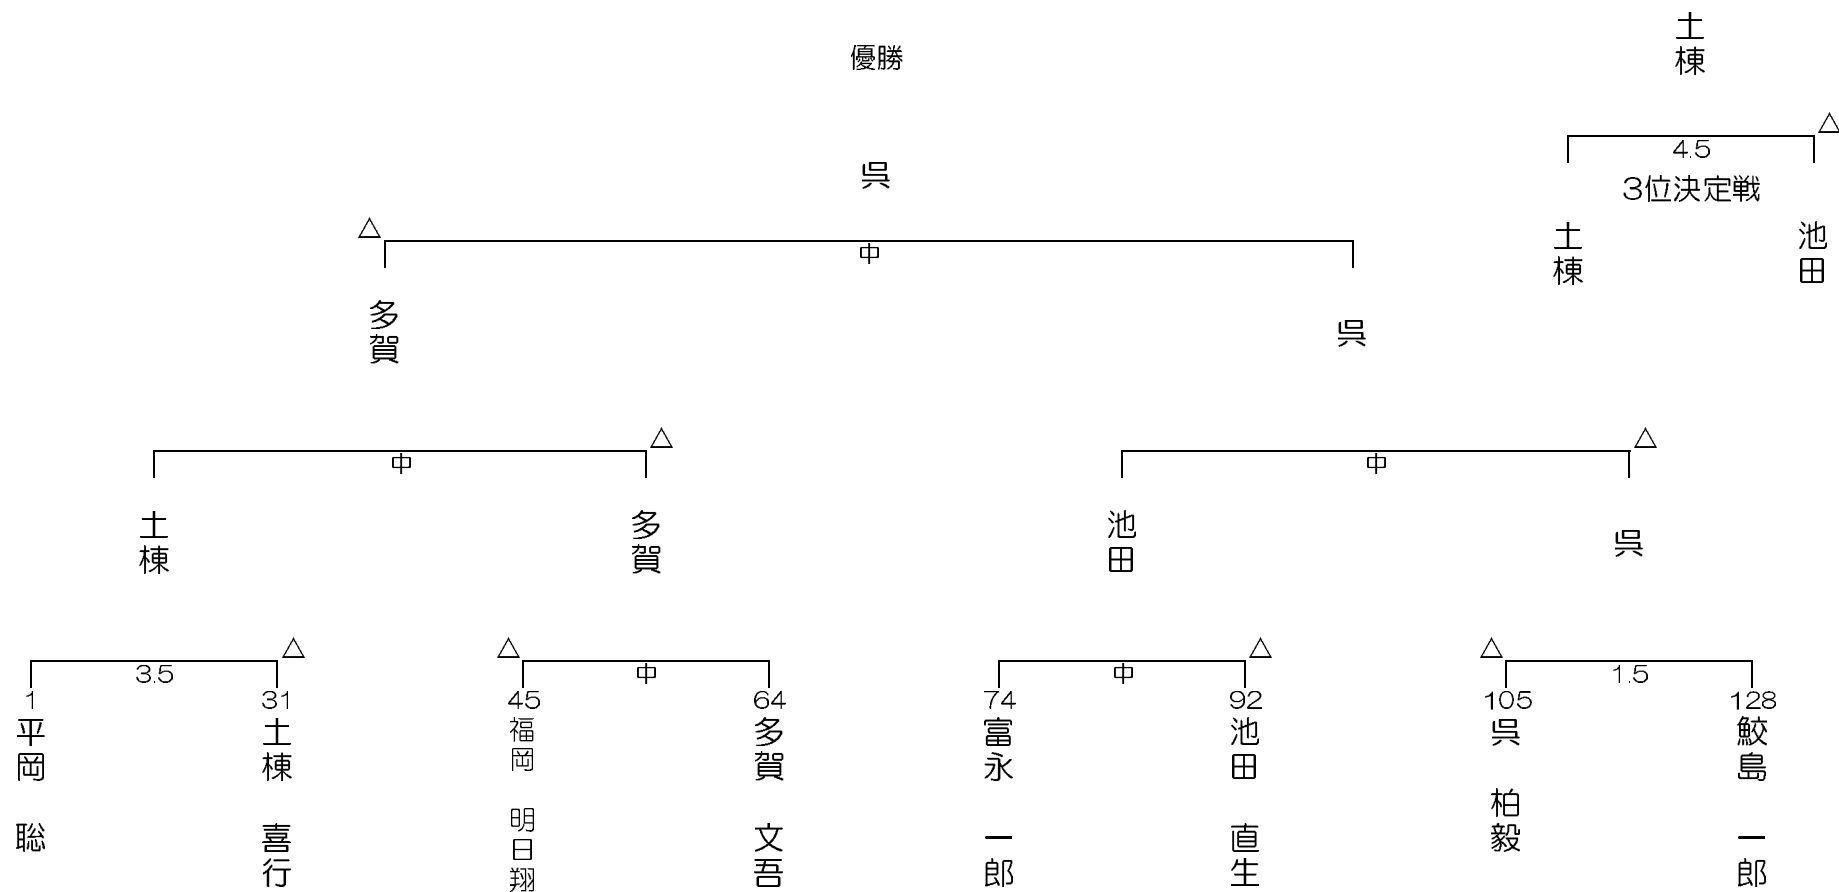 優勝
土棟
△
4.5
3位決定戦
土棟
池田
呉
△
中
多賀
呉
△
中
△
中
土棟
多賀
池田
呉
△
3.5
△
中
△
中
△
1.5
1
31
45
64
74
92
105
128
平岡 聡
土棟 喜行
福岡 明日翔
多賀 文吾
富永 一郎
池田 直生
呉 柏毅
鮫島 一郎